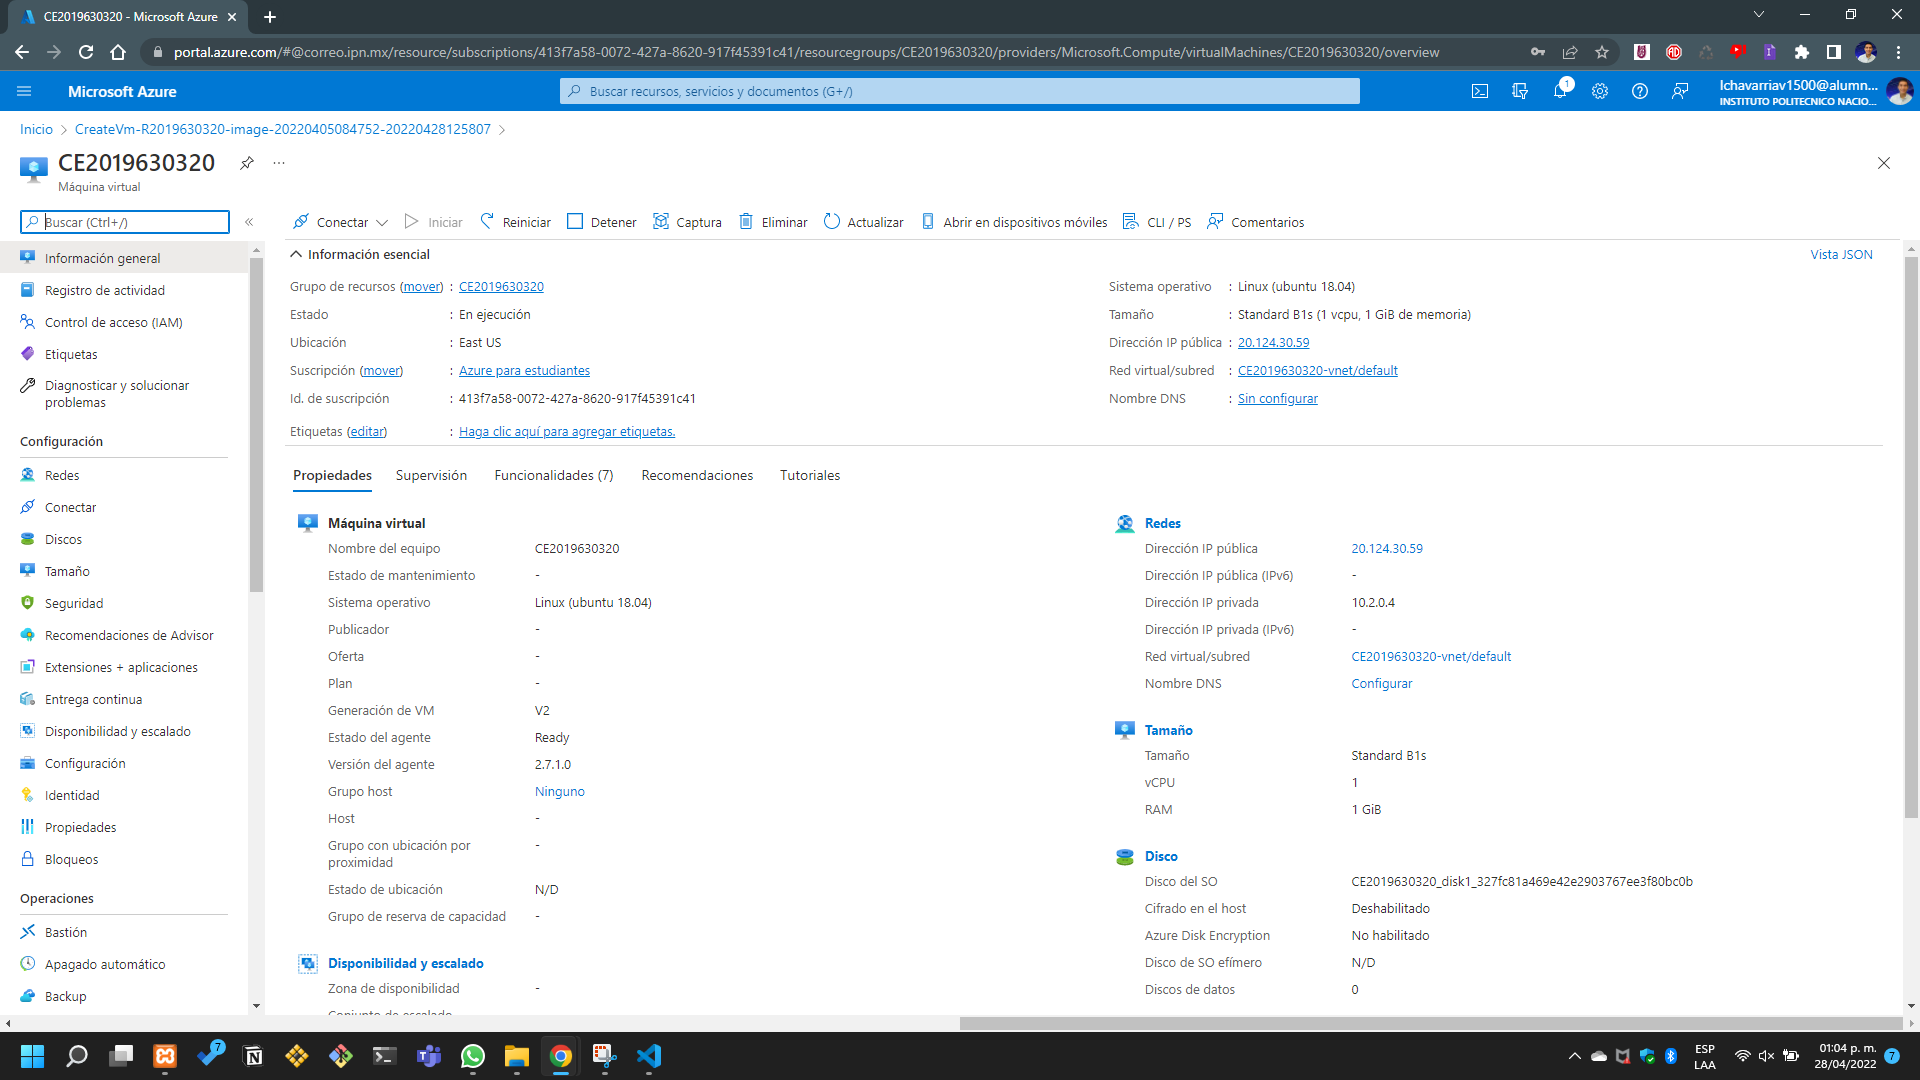 CE2019630320 - Microsoft Azure
portal.azure.com/#@correo.ipn.mx/resource/subscriptions/413f7a58-0072-427a-8620-917f45391c41/resourcegroups/CE2019630320/providers/Microsoft.Compute/virtualMachines/CE2019630320/overview
Microsoft Azure
Buscar recursos, servicios y documentos (G+/)
1
lchavarriav1500@alumn...
INSTITUTO POLITECNICO NACIO...
Inicio > CreateVm-R2019630320-image-20220405084752-20220428125807 >
CE2019630320
Máquina virtual
Buscar (Ctrl+/)
Información general
Registro de actividad
Control de acceso (IAM)
Etiquetas
Diagnosticar y solucionar
problemas
Configuración
Redes
Conectar
Discos
Tamaño
Seguridad
Recomendaciones de Advisor
Extensiones + aplicaciones
Entrega continua
Disponibilidad y escalado
Configuración
Identidad
Propiedades
Bloqueos
Operaciones
Bastión
Apagado automático
Backup
Conectar Iniciar Reiniciar Detener Captura Eliminar Actualizar Abrir en dispositivos móviles CLI / PS Comentarios
Información esencial
Vista JSON
Grupo de recursos (mover) : CE2019630320
Estado : En ejecución
Ubicación : East US
Suscripción (mover) : Azure para estudiantes
Id. de suscripción : 413f7a58-0072-427a-8620-917f45391c41
Etiquetas (editar) : Haga clic aquí para agregar etiquetas.
Sistema operativo : Linux (ubuntu 18.04)
Tamaño : Standard B1s (1 vcpu, 1 GiB de memoria)
Dirección IP pública : 20.124.30.59
Red virtual/subred : CE2019630320-vnet/default
Nombre DNS : Sin configurar
Propiedades Supervisión Funcionalidades (7) Recomendaciones Tutoriales
Máquina virtual
Nombre del equipo CE2019630320
Estado de mantenimiento -
Sistema operativo Linux (ubuntu 18.04)
Publicador -
Oferta -
Plan -
Generación de VM V2
Estado del agente Ready
Versión del agente 2.7.1.0
Grupo host Ninguno
Host -
Grupo con ubicación por -
proximidad
Estado de ubicación N/D
Grupo de reserva de capacidad -
Disponibilidad y escalado
Zona de disponibilidad -
Conjunto de escalado
Redes
Dirección IP pública 20.124.30.59
Dirección IP pública (IPv6) -
Dirección IP privada 10.2.0.4
Dirección IP privada (IPv6) -
Red virtual/subred CE2019630320-vnet/default
Nombre DNS Configurar
Tamaño
Tamaño Standard B1s
vCPU 1
RAM 1 GiB
Disco
Disco del SO CE2019630320_disk1_327fc81a469e42e2903767ee3f80bc0b
Cifrado en el host Deshabilitado
Azure Disk Encryption No habilitado
Disco de SO efímero N/D
Discos de datos 0
7
ESP
LAA
01:04 p. m.
28/04/2022
7